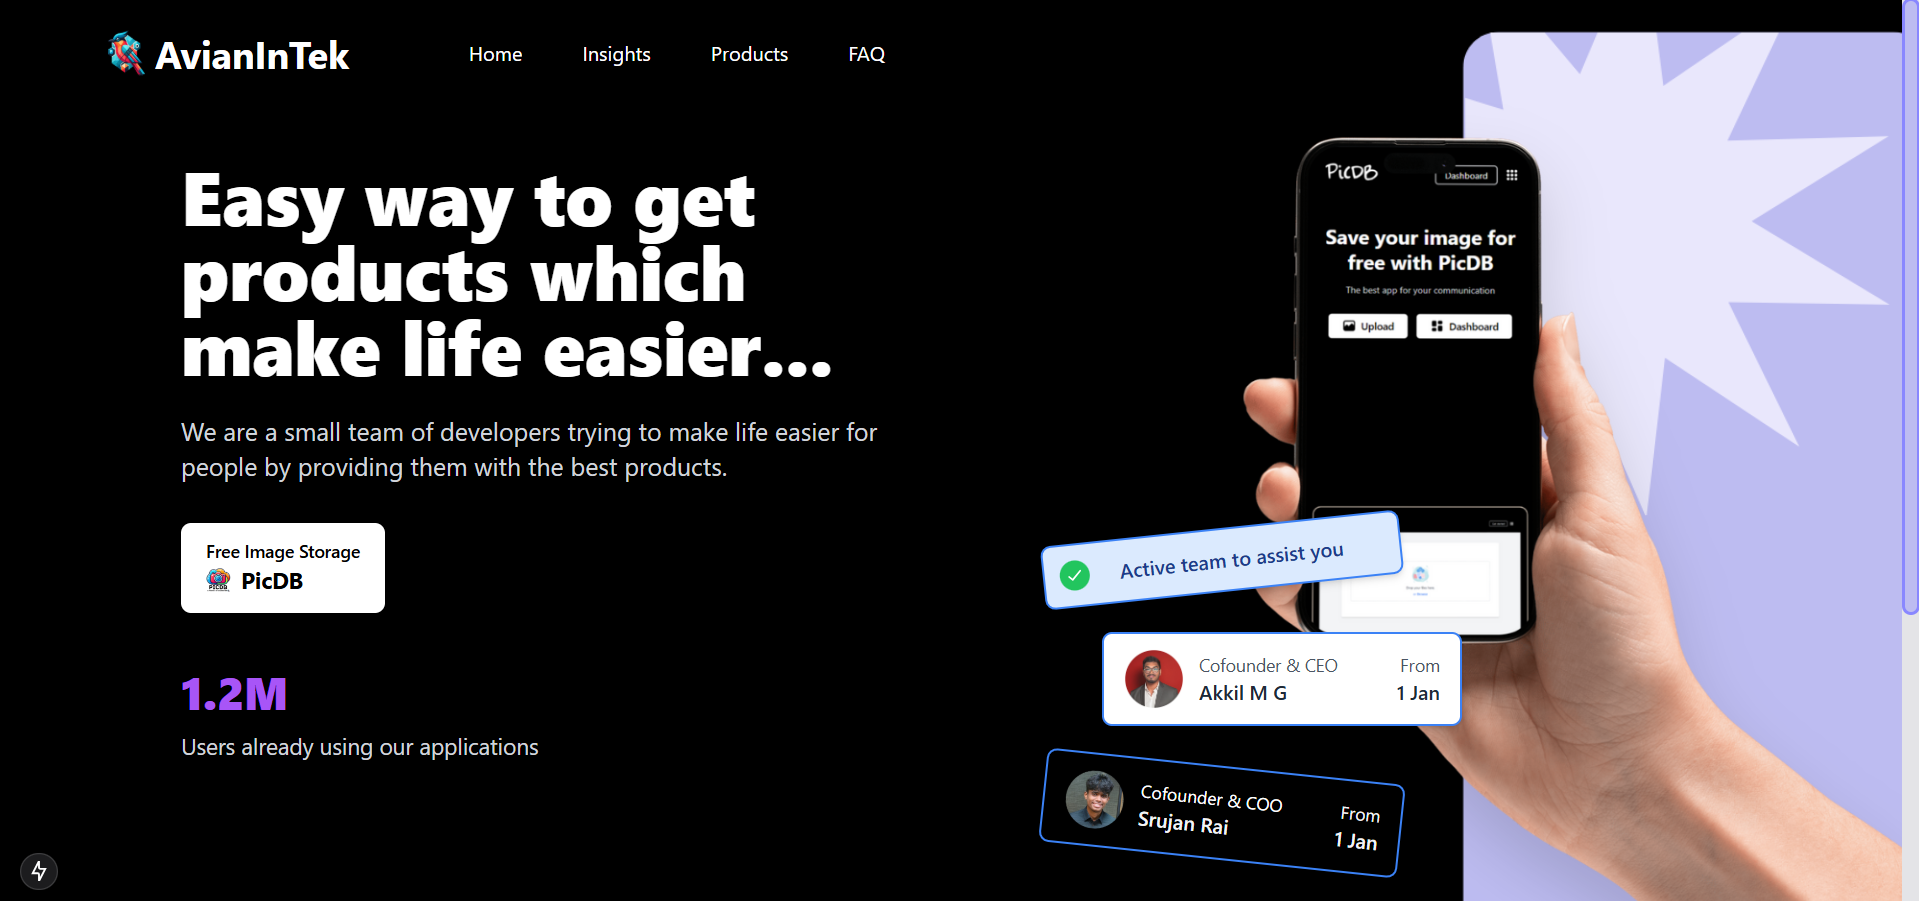 AvianInTek
Home
Insights
Products
FAQ
Easy way to get
products which
make life easier...
We are a small team of developers trying to make life easier for
people by providing them with the best products.
Free Image Storage
PicDB
1.2M
Users already using our applications
PicDB
Dashboard
Save your image for
free with PicDB
The best app for your communication
Upload
Dashboard
Active team to assist you
Cofounder & CEO
From
Akkil M G
1 Jan
Cofounder & COO
From
Srujan Rai
1 Jan